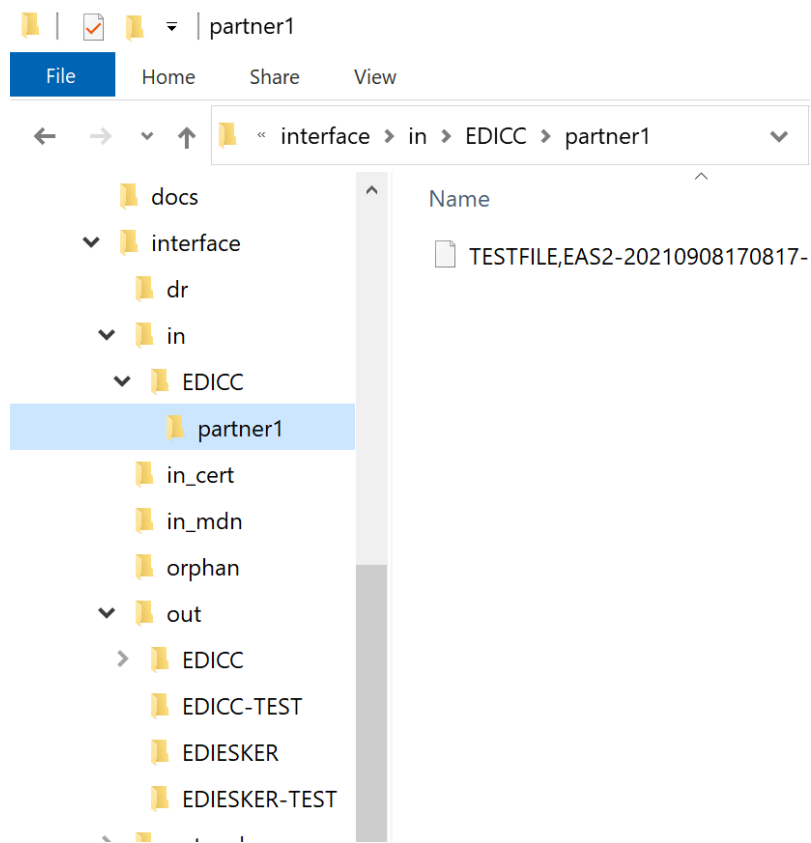 partner1
File Home Share View
« interface > in > EDICC > partner1
docs
interface
dr
in
EDICC
partner1
in_cert
in_mdn
orphan
out
EDICC
EDICC-TEST
EDIESKER
EDIESKER-TEST
Name
TESTFILE,EAS2-20210908170817-